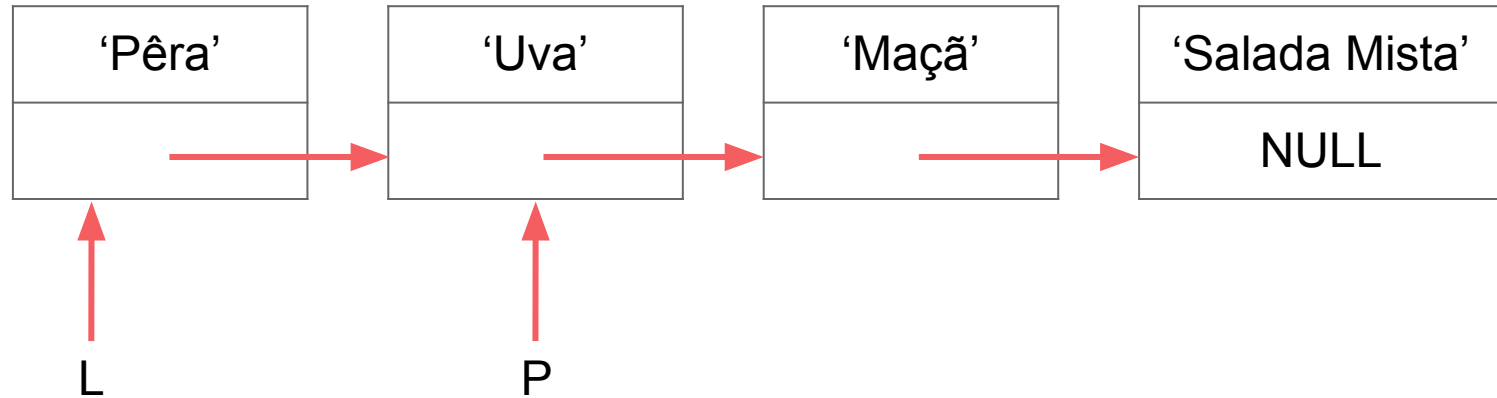 ‘Pêra’
‘Uva’
‘Maçã’
‘Salada Mista’
NULL
L
P